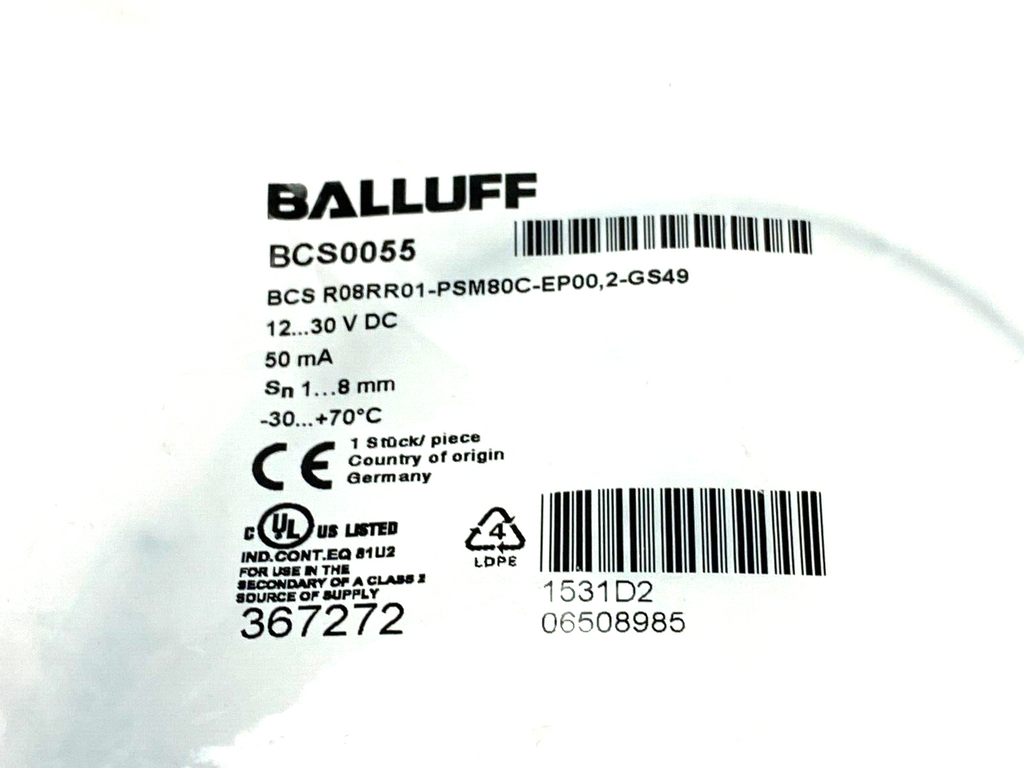 BALLUFF
BCS0055
BCS R08RR01-PSM80C-EP00,2-GS49
12...30 V DC
50 mA
Sn 1...8 mm
-30...+70°C
CE
1 Stück/ piece
Country of origin
Germany
C UL US LISTED
IND.CONT.EQ 81U2
FOR USE IN THE
SECONDARY OF A CLASS 2
SOURCE OF SUPPLY
367272
4
LDPE
1531D2
06508985